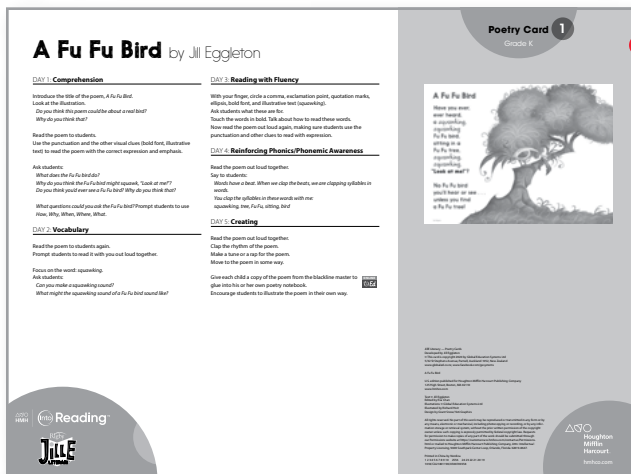 A Fu Fu Bird by Jill Eggleton
DAY 1: Comprehension
Introduce the title of the poem, A Fu Fu Bird.
Look at the illustration.
Do you think this poem could be about a real bird?
Why do you think that?
Read the poem to students.
Use the punctuation and the other visual clues (bold font, illustrative
text) to read the poem with the correct expression and emphasis.
Ask students:
What does the Fu Fu bird do?
Why do you think the Fu Fu bird might squawk, "Look at me!"?
Do you think you'd ever see a Fu Fu bird? Why do you think that?
What questions could you ask the Fu Fu bird? Prompt students to use
How, Why, When, Where, What.
DAY 2: Vocabulary
Read the poem to students again.
Prompt students to read it with you out loud together.
Focus on the word: squawking.
Ask students:
Can you make a squawking sound?
What might the squawking sound of a Fu Fu bird sound like?
DAY 3: Reading with Fluency
With your finger, circle a comma, exclamation point, quotation marks,
ellipsis, bold font, and illustrative text (squawking).
Ask students what these are for.
Touch the words in bold. Talk about how to read these words.
Now read the poem out loud again, making sure students use the
punctuation and other clues to read with expression.
DAY 4: Reinforcing Phonics/Phonemic Awareness
Read the poem out loud together.
Say to students:
Words have a beat. When we clap the beats, we are clapping syllables in
words.
You clap the syllables in these words with me:
squawking, tree, Fu Fu, sitting, bird
DAY 5: Creating
Read the poem out loud together.
Clap the rhythm of the poem.
Make a tune or a rap for the poem.
Move to the poem in some way.
Give each child a copy of the poem from the blackline master to
glue into his or her own poetry notebook.
Encourage students to illustrate the poem in their own way.
HMH
into Reading™
JILLE
LITERACY
Poetry Card 1
Grade K
A Fu Fu Bird
Have you ever,
ever heard,
a squawking,
squawking
Fu Fu bird,
sitting in a
Fu Fu tree,
squawking,
squawking,
"Look at me!"?
No Fu Fu bird
you'll hear or see ...
unless you find
a Fu Fu tree!
Houghton
Mifflin
Harcourt.
hmhco.com